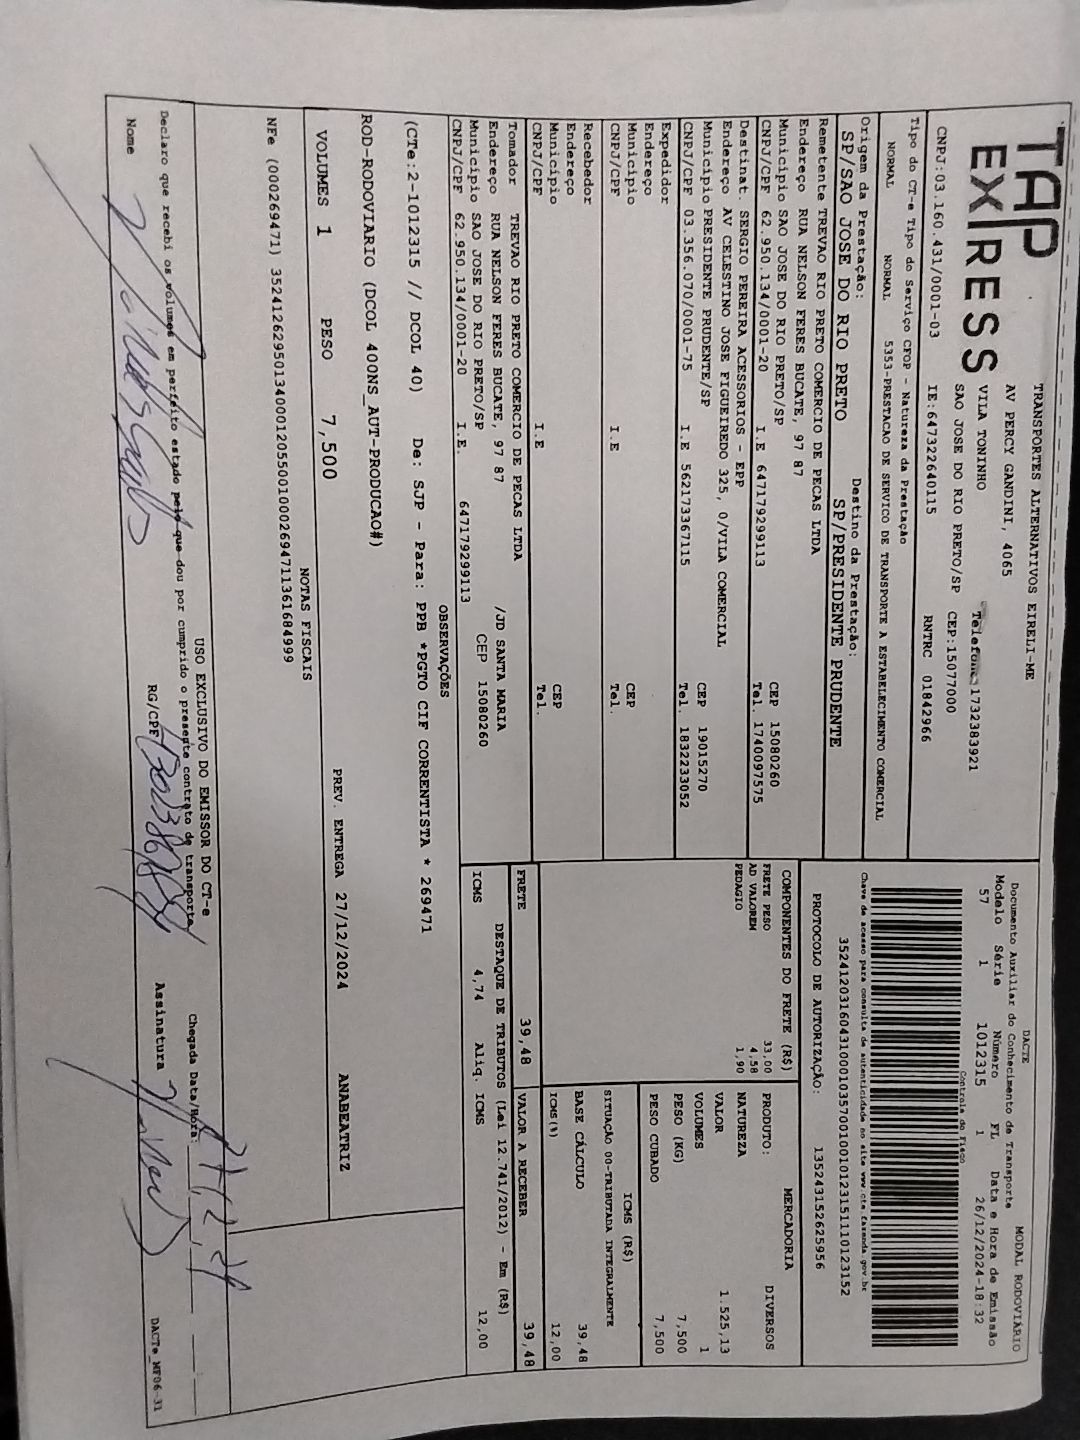 TAP
EXPRESS
TRANSPORTES ALTERNATIVOS EIRELI-ME
AV PERCY GANDINI, 4065
VILA TONINHO Telefone: 1732383921
SAO JOSE DO RIO PRETO/SP CEP:15077000
CNPJ:03.160.431/0001-03 IE:647322640115 RNTRC 01842966
Tipo do CT-e Tipo do Serviço CFOP - Natureza da Prestação
NORMAL NORMAL 5353-PRESTACAO DE SERVICO DE TRANSPORTE A ESTABELECIMENTO COMERCIAL
Origem da Prestação: Destino da Prestação:
SP/SAO JOSE DO RIO PRETO SP/PRESIDENTE PRUDENTE
Remetente TREVAO RIO PRETO COMERCIO DE PECAS LTDA
Endereço RUA NELSON FERES BUCATE, 97 87
Município SAO JOSE DO RIO PRETO/SP CEP 15080260
CNPJ/CPF 62.950.134/0001-20 I.E 647179299113 Tel. 1740097575
Destinat. SERGIO PEREIRA ACESSORIOS - EPP
Endereço AV CELESTINO JOSE FIGUEIREDO 325, 0/VILA COMERCIAL
Município PRESIDENTE PRUDENTE/SP CEP 19015270
CNPJ/CPF 03.356.070/0001-75 I.E 562173367115 Tel. 1832233052
Expedidor
Endereço
Município CEP
CNPJ/CPF I.E Tel.
Recebedor
Endereço
Município CEP
CNPJ/CPF I.E Tel.
Tomador TREVAO RIO PRETO COMERCIO DE PECAS LTDA
Endereço RUA NELSON FERES BUCATE, 97 87 /JD SANTA MARIA
Município SAO JOSE DO RIO PRETO/SP CEP 15080260
CNPJ/CPF 62.950.134/0001-20 I.E. 647179299113
DACTE MODAL RODOVIÁRIO
Documento Auxiliar do Conhecimento de Transporte
Modelo Série Número FL Data e Hora de Emissão
57 1 1012315 1 26/12/2024-18:32
Controle do Fisco
Chave de acesso para consulta de autenticidade no site www.cte.fazenda.gov.br
35241203160431000103570010010123151110123152
PROTOCOLO DE AUTORIZAÇÃO: 135243152625956
COMPONENTES DO FRETE (R$)
FRETE PESO 33,00
AD VALOREM 4,58
PEDAGIO 1,90
MERCADORIA
PRODUTO: DIVERSOS
NATUREZA
VALOR 1.525,13
VOLUMES 1
PESO (KG) 7,500
PESO CUBADO 7,500
ICMS (R$)
SITUAÇÃO 00-TRIBUTADA INTEGRALMENTE
BASE CÁLCULO 39,48
ICMS(%) 12,00
FRETE 39,48 VALOR A RECEBER 39,48
DESTAQUE DE TRIBUTOS (Lei 12.741/2012) - Em (R$)
ICMS 4,74 Aliq. ICMS 12,00
OBSERVAÇÕES
(CTe:2-1012315 // DCOL 40) De: SJP - Para: PPB *PGTO CIF CORRENTISTA * 269471
ROD-RODOVIARIO (DCOL 400NS_AUT-PRODUCAO#)
VOLUMES 1 PESO 7,500 PREV. ENTREGA 27/12/2024 ANABEATRIZ
NOTAS FISCAIS
NFe (000269471) 35241262950134000120550010002694711361684999
USO EXCLUSIVO DO EMISSOR DO CT-e
Declaro que recebi os volumes em perfeito estado pelo que dou por cumprido o presente contrato de transporte
Chegada Data/Hora:
Nome RG/CPF Assinatura
DACTe_MF06-31